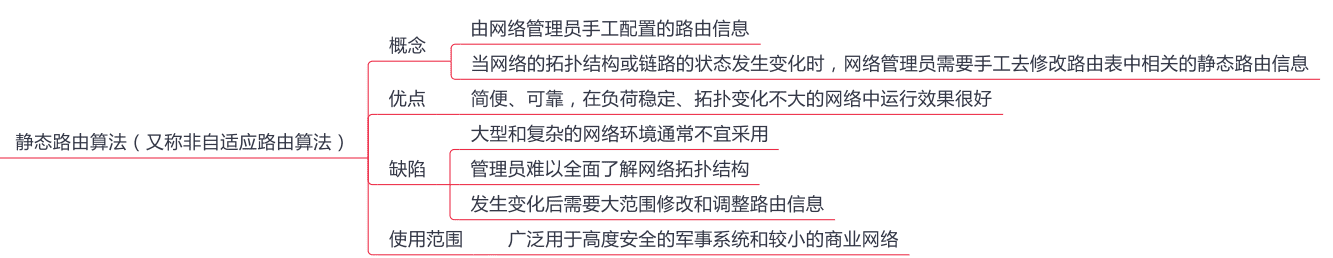 静态路由算法（又称非自适应路由算法）
概念
由网络管理员手工配置的路由信息
当网络的拓扑结构或链路的状态发生变化时，网络管理员需要手工去修改路由表中相关的静态路由信息
优点
简便、可靠，在负荷稳定、拓扑变化不大的网络中运行效果很好
缺陷
大型和复杂的网络环境通常不宜采用
管理员难以全面了解网络拓扑结构
发生变化后需要大范围修改和调整路由信息
使用范围
广泛用于高度安全的军事系统和较小的商业网络